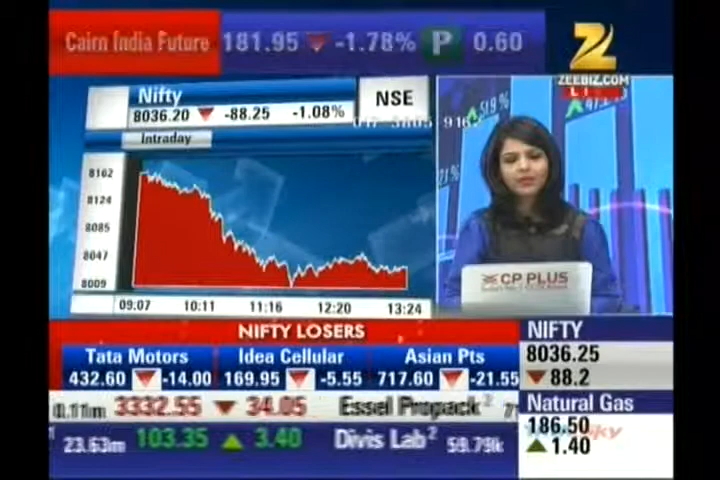 Cairn India Future 181.95 -1.78% P 0.60
Z
ZEEBIZ.COM
Nifty NSE
8036.20 -88.25 -1.08%
Intraday
8162
8124
8085
8047
8009
09:07 10:11 11:16 12:20 13:24
CP PLUS
NIFTY LOSERS
Tata Motors Idea Cellular Asian Pts
432.60 -14.00 169.95 -5.55 717.60 -21.55
NIFTY
8036.25
88.2
Natural Gas
186.50
1.40
0.11m 3332.55 34.05 Essel Propack²
23.63m 103.35 3.40 Divis Lab² 59.79k